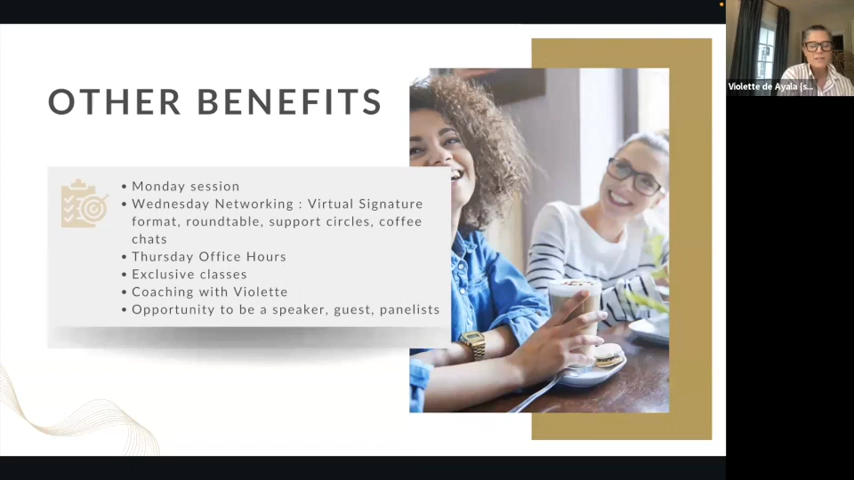 OTHER BENEFITS
• Monday session
• Wednesday Networking : Virtual Signature
format, roundtable, support circles, coffee
chats
• Thursday Office Hours
• Exclusive classes
• Coaching with Violette
• Opportunity to be a speaker, guest, panelists
Violette de Ayala (s...